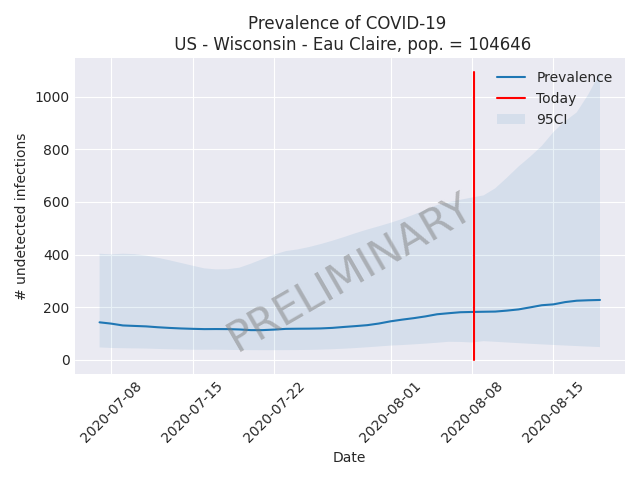 Prevalence of COVID-19
US - Wisconsin - Eau Claire, pop. = 104646
Prevalence
Today
95CI
PRELIMINARY
# undetected infections
1000
800
600
400
200
0
2020-07-08
2020-07-15
2020-07-22
2020-08-01
2020-08-08
2020-08-15
Date